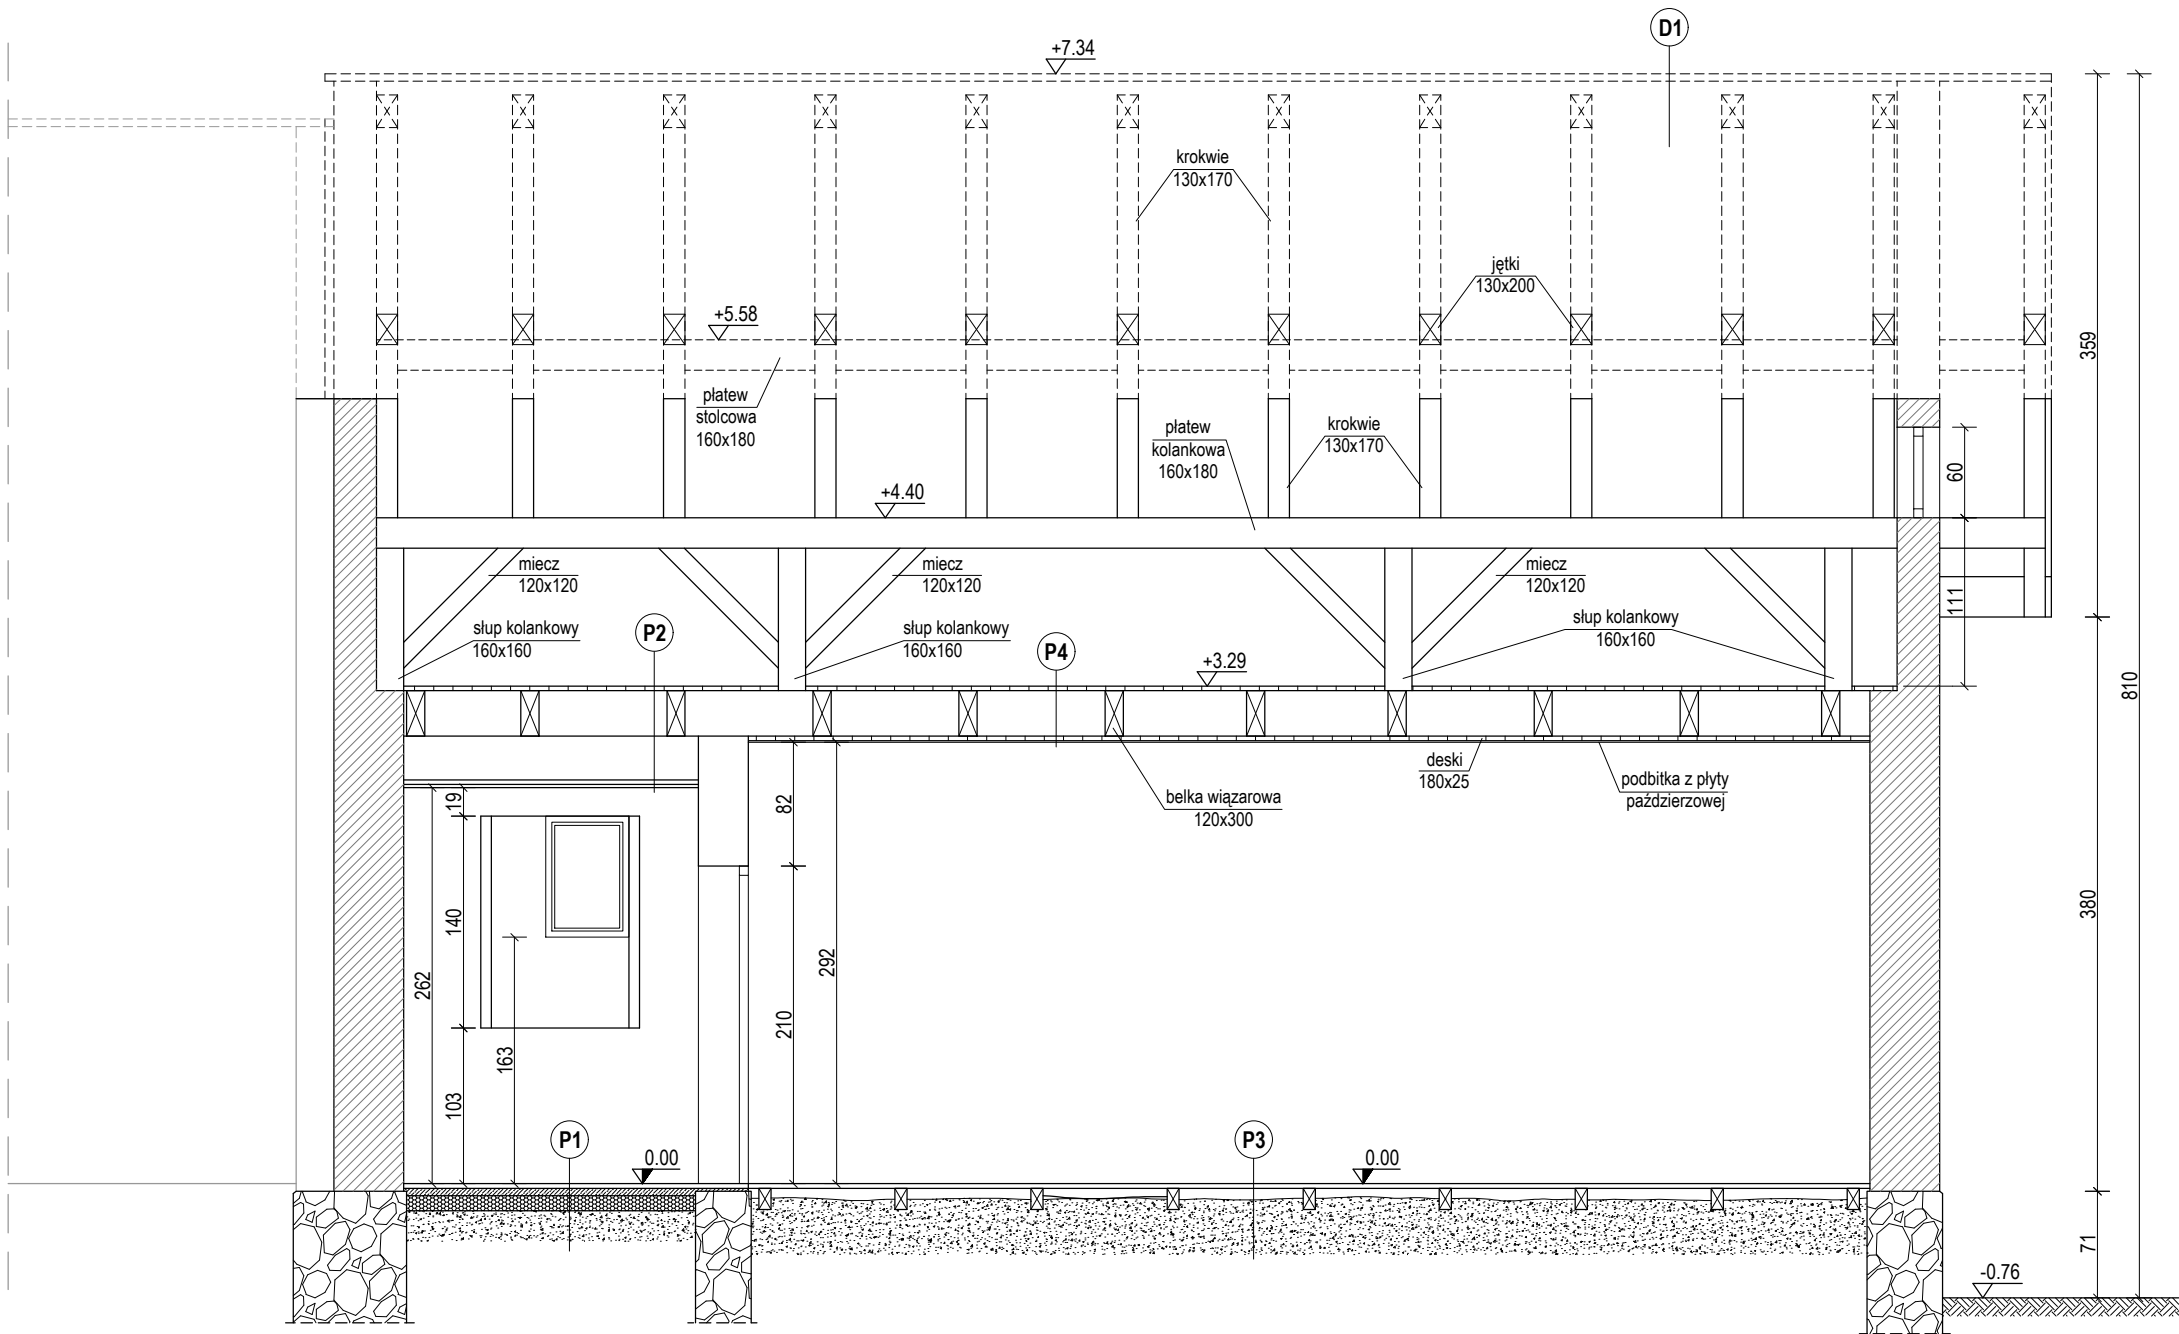 D1
+7.34
krokwie
130x170
jętki
130x200
+5.58
359
płatew
stolcowa
160x180
płatew
kolankowa
160x180
krokwie
130x170
60
+4.40
miecz
120x120
miecz
120x120
miecz
120x120
111
słup kolankowy
160x160
P2
słup kolankowy
160x160
P4
słup kolankowy
160x160
+3.29
810
deski
180x25
podbitka z płyty
paździerzowej
belka wiązarowa
120x300
19
82
140
262
292
380
210
163
103
P1
P3
0.00
0.00
71
-0.76